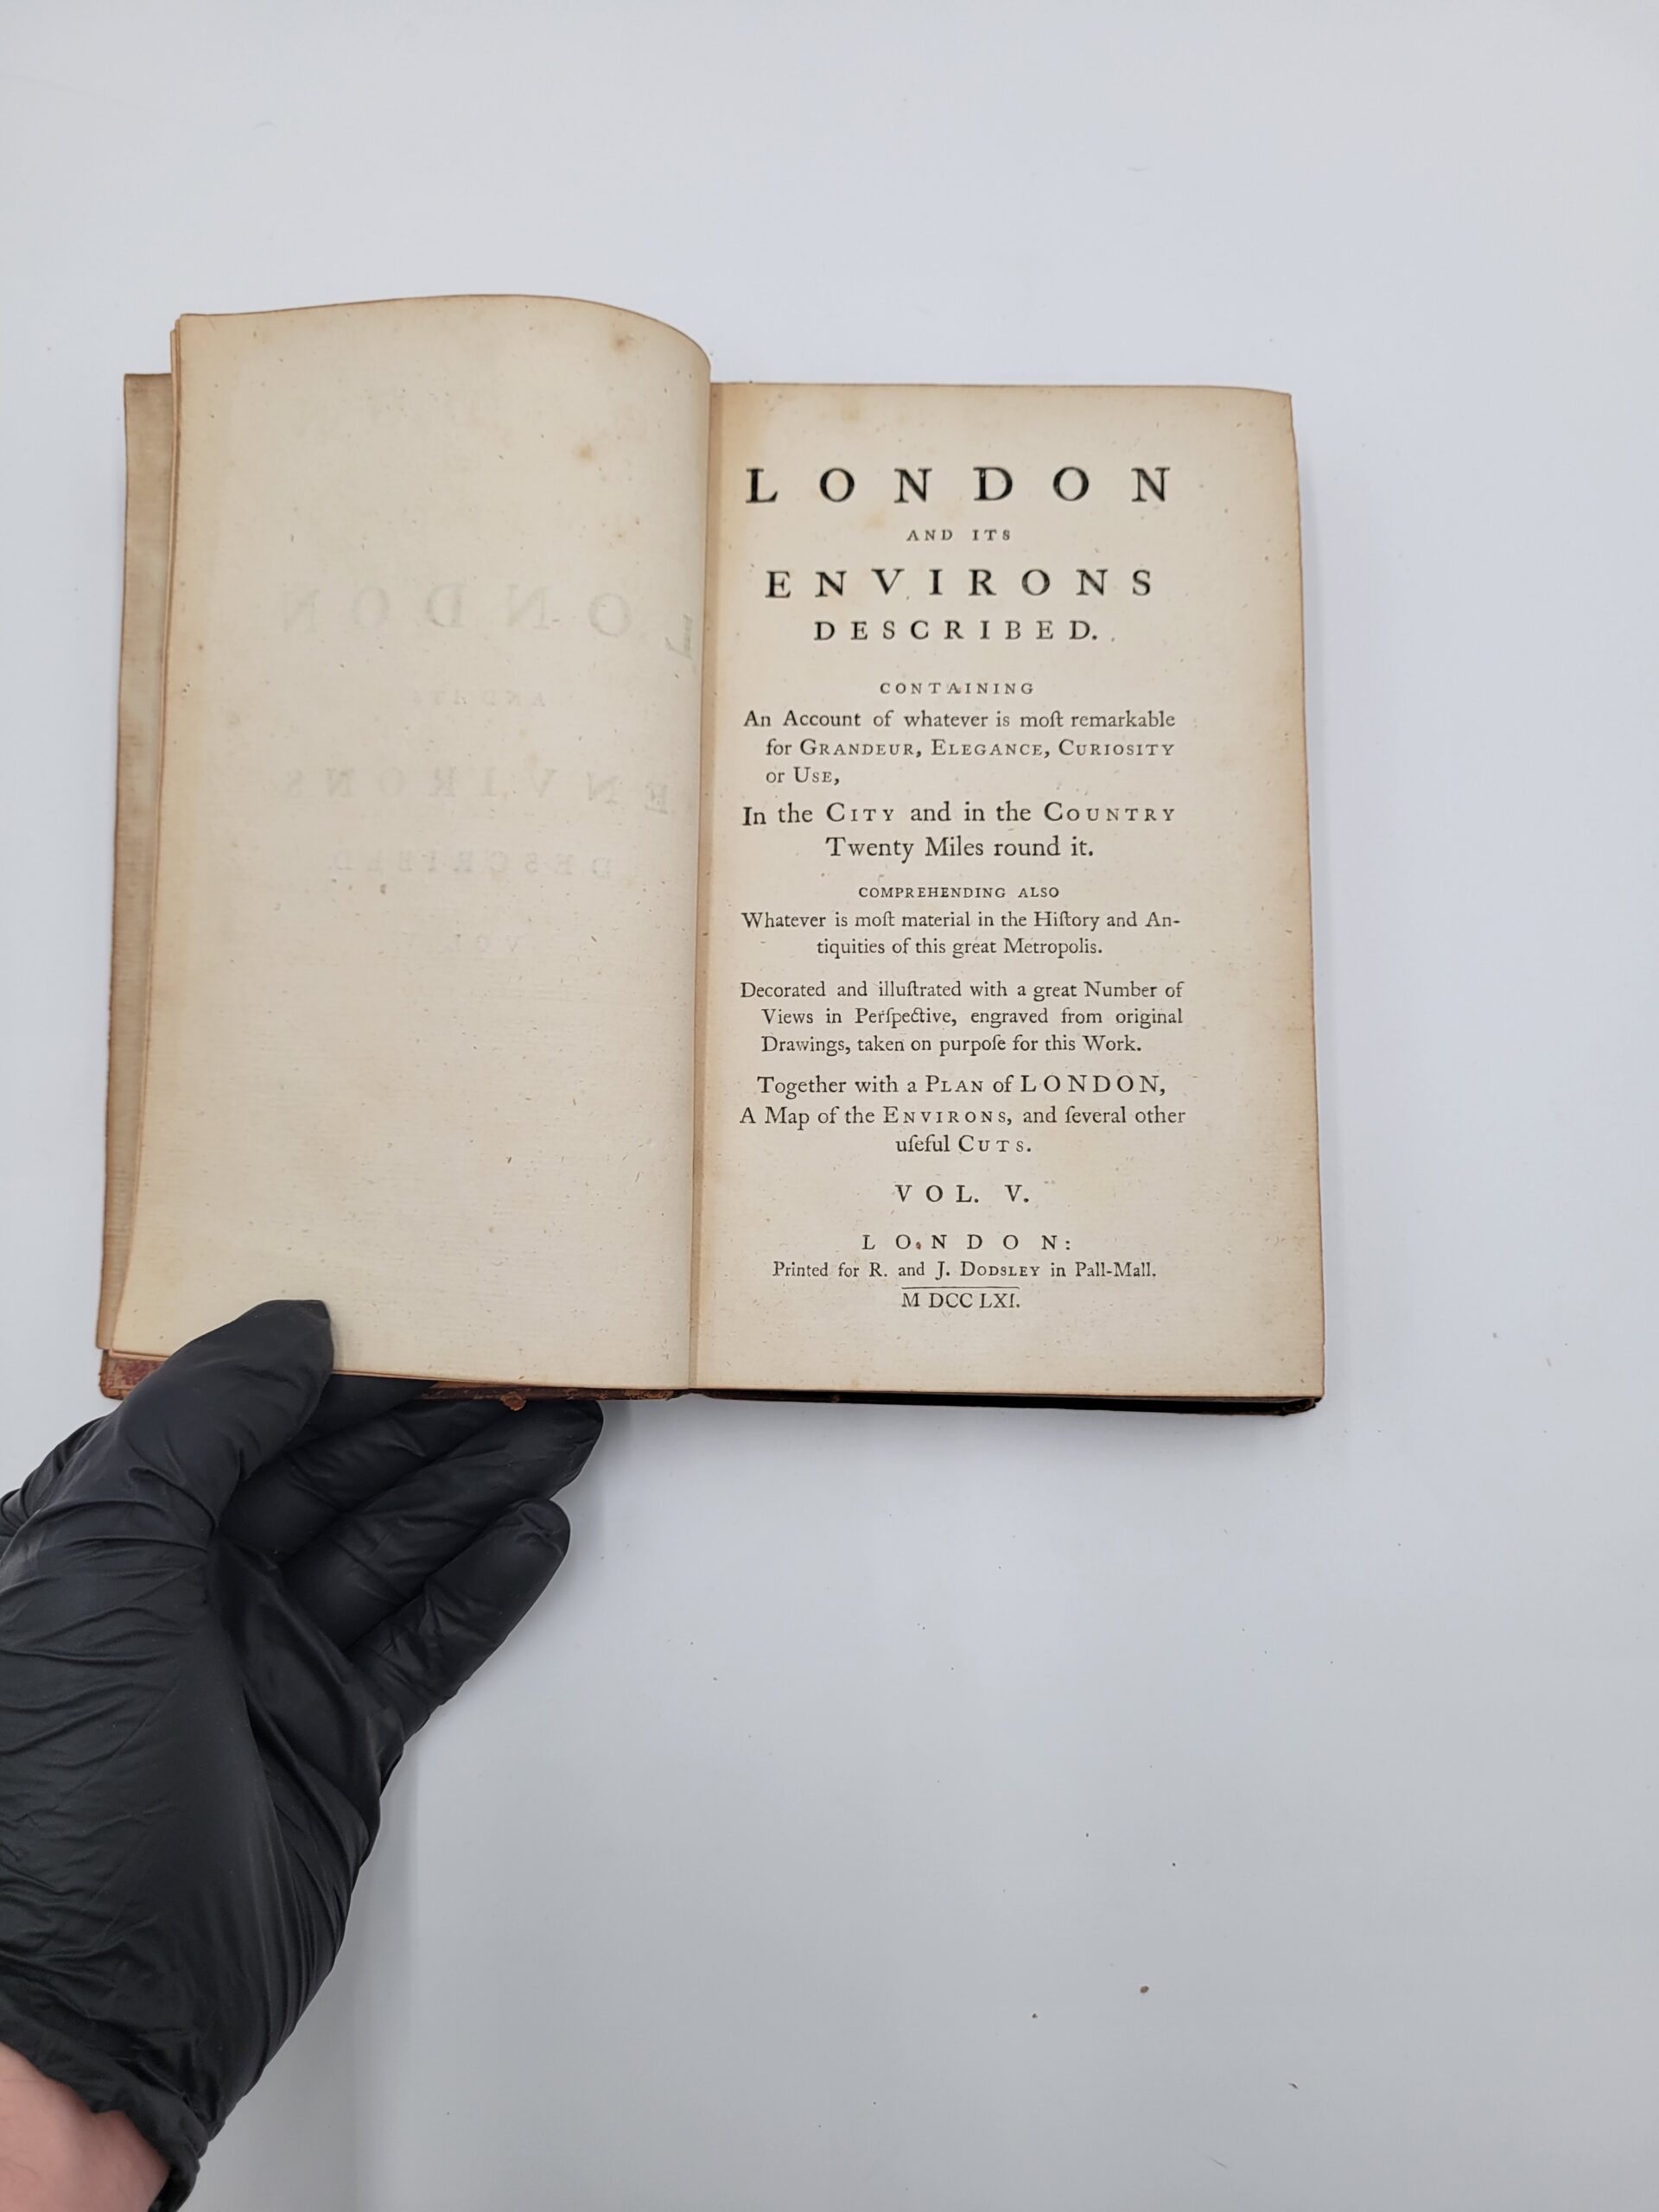 LONDON
AND ITS
ENVIRONS
DESCRIBED.
CONTAINING
An Account of whatever is moſt remarkable
for GRANDEUR, ELEGANCE, CURIOSITY
or USE,
In the CITY and in the COUNTRY
Twenty Miles round it.
COMPREHENDING ALSO
Whatever is moſt material in the Hiſtory and An-
tiquities of this great Metropolis.
Decorated and illuſtrated with a great Number of
Views in Perſpective, engraved from original
Drawings, taken on purpoſe for this Work.
Together with a PLAN of LONDON,
A Map of the ENVIRONS, and ſeveral other
uſeful CUTS.
VOL. V.
LONDON:
Printed for R. and J. DODSLEY in Pall-Mall.
M DCC LXI.